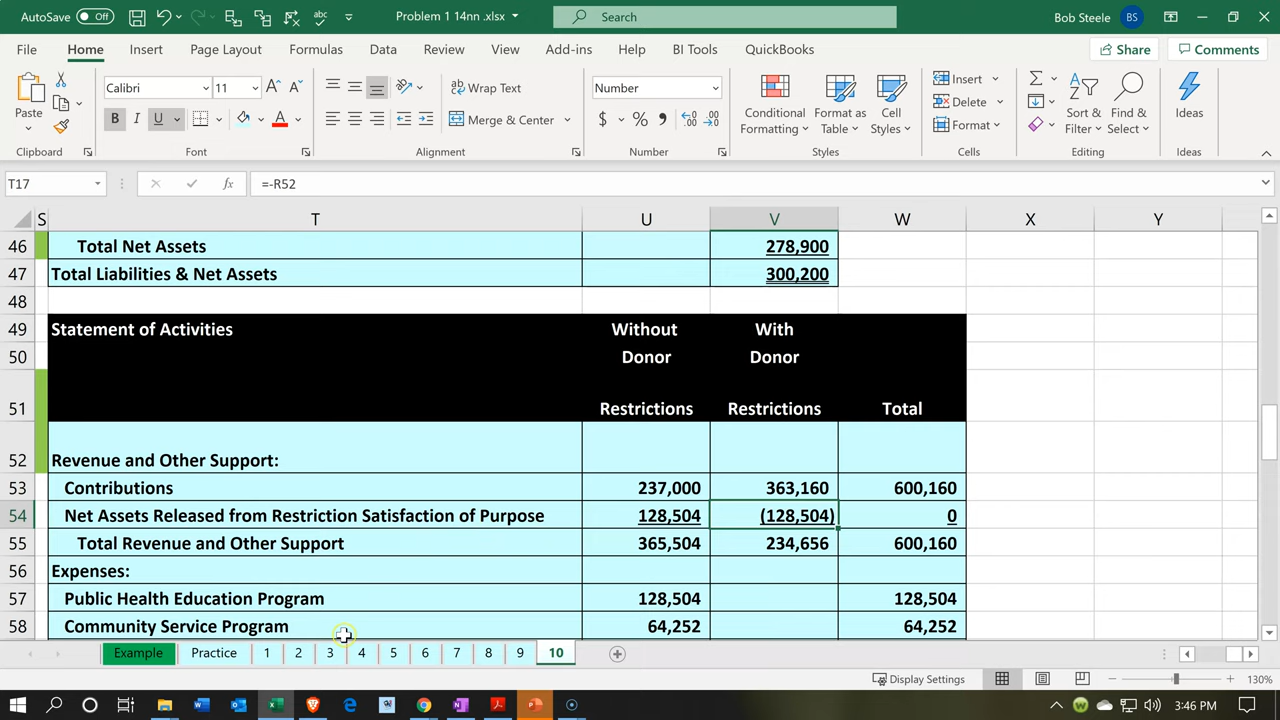 AutoSave Off Problem 1 14nn .xlsx Search Bob Steele BS
File Home Insert Page Layout Formulas Data Review View Add-ins Help BI Tools QuickBooks Share Comments
Calibri 11 Wrap Text Number Insert
Paste B I U Merge & Center $ % Conditional Formatting Format as Table Cell Styles Delete Format Sort & Filter Find & Select Ideas
Clipboard Font Alignment Number Styles Cells Editing Ideas
T17 fx =-R52
S T U V W X Y
46 Total Net Assets 278,900
47 Total Liabilities & Net Assets 300,200
48
49 Statement of Activities Without With
50 Donor Donor
51 Restrictions Restrictions Total
52 Revenue and Other Support:
53 Contributions 237,000 363,160 600,160
54 Net Assets Released from Restriction Satisfaction of Purpose 128,504 (128,504) 0
55 Total Revenue and Other Support 365,504 234,656 600,160
56 Expenses:
57 Public Health Education Program 128,504 128,504
58 Community Service Program 64,252 64,252
Example Practice 1 2 3 4 5 6 7 8 9 10
Display Settings 130%
3:46 PM